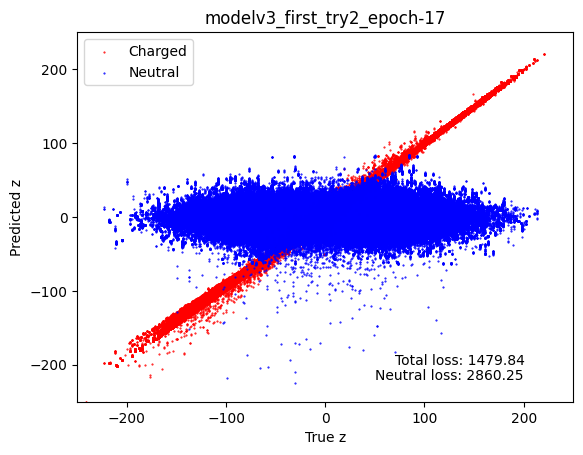 modelv3_first_try2_epoch-17
Charged
Neutral
200
100
0
−100
−200
Predicted z
Total loss: 1479.84
Neutral loss: 2860.25
−200 −100 0 100 200
True z